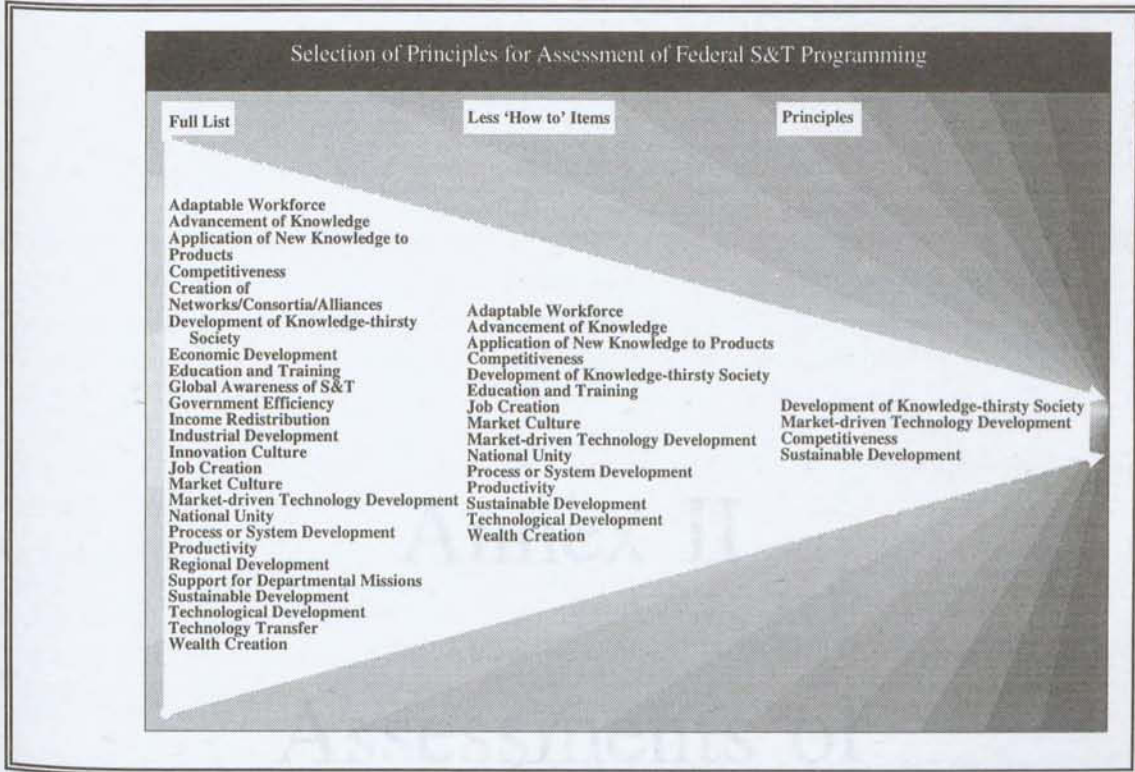 Selection of Principles for Assessment of Federal S&T Programming
Full List
Adaptable Workforce
Advancement of Knowledge
Application of New Knowledge to
Products
Competitiveness
Creation of
Networks/Consortia/Alliances
Development of Knowledge-thirsty
Society
Economic Development
Education and Training
Global Awareness of S&T
Government Efficiency
Income Redistribution
Industrial Development
Innovation Culture
Job Creation
Market Culture
Market-driven Technology Development
National Unity
Process or System Development
Productivity
Regional Development
Support for Departmental Missions
Sustainable Development
Technological Development
Technology Transfer
Wealth Creation
Less 'How to' Items
Adaptable Workforce
Advancement of Knowledge
Application of New Knowledge to Products
Competitiveness
Development of Knowledge-thirsty Society
Education and Training
Job Creation
Market Culture
Market-driven Technology Development
National Unity
Process or System Development
Productivity
Sustainable Development
Technological Development
Wealth Creation
Principles
Development of Knowledge-thirsty Society
Market-driven Technology Development
Competitiveness
Sustainable Development
Annex II
Assessments of